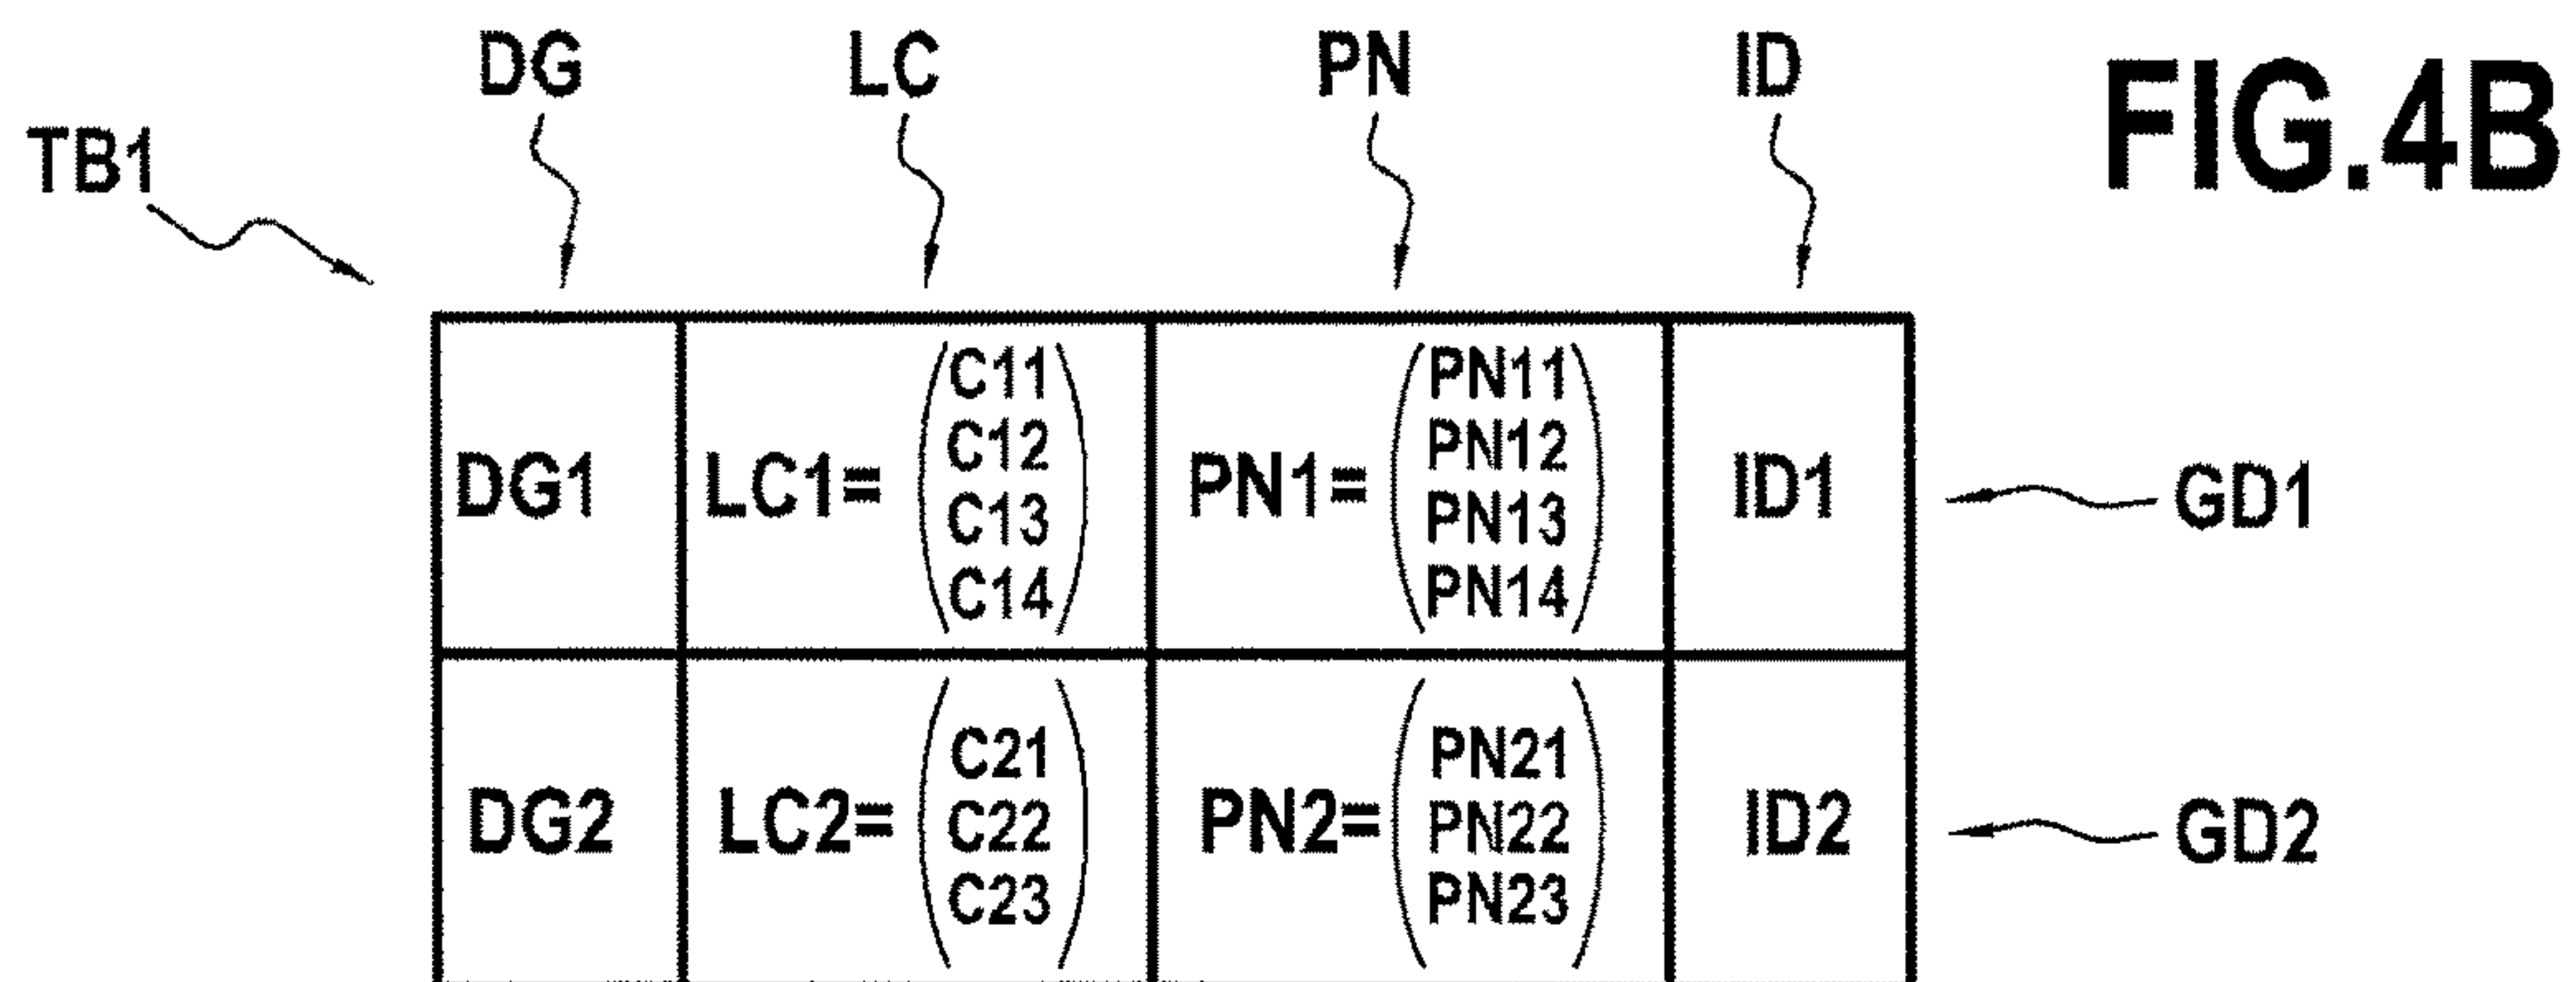 DG LC PN ID FIG.4B
TB1
C11 PN11
C12 PN12
DG1 LC1= PN1= ID1 GD1
C13 PN13
C14 PN14
C21 PN21
DG2 LC2= C22 PN2= PN22 ID2 GD2
C23 PN23